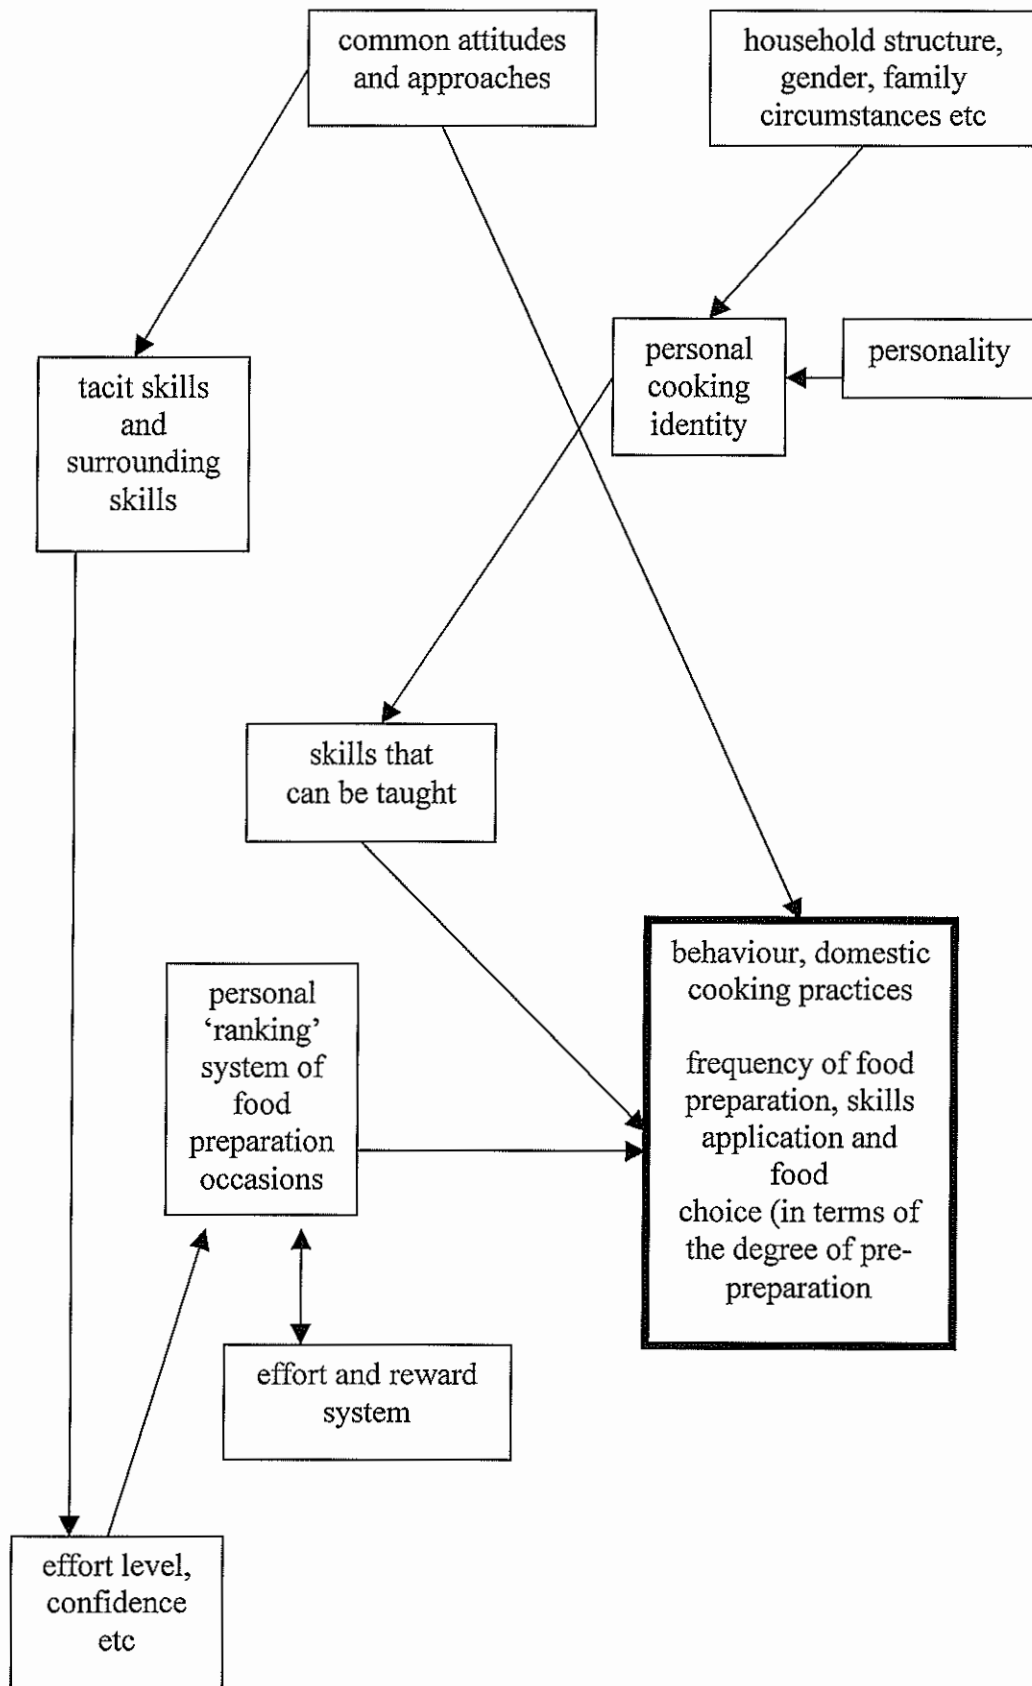 common attitudes
and approaches
household structure,
gender, family
circumstances etc
personal
cooking
identity
personality
tacit skills
and
surrounding
skills
skills that
can be taught
behaviour, domestic
cooking practices
frequency of food
preparation, skills
application and
food
choice (in terms of
the degree of pre-
preparation
personal
‘ranking’
system of
food
preparation
occasions
effort and reward
system
effort level,
confidence
etc